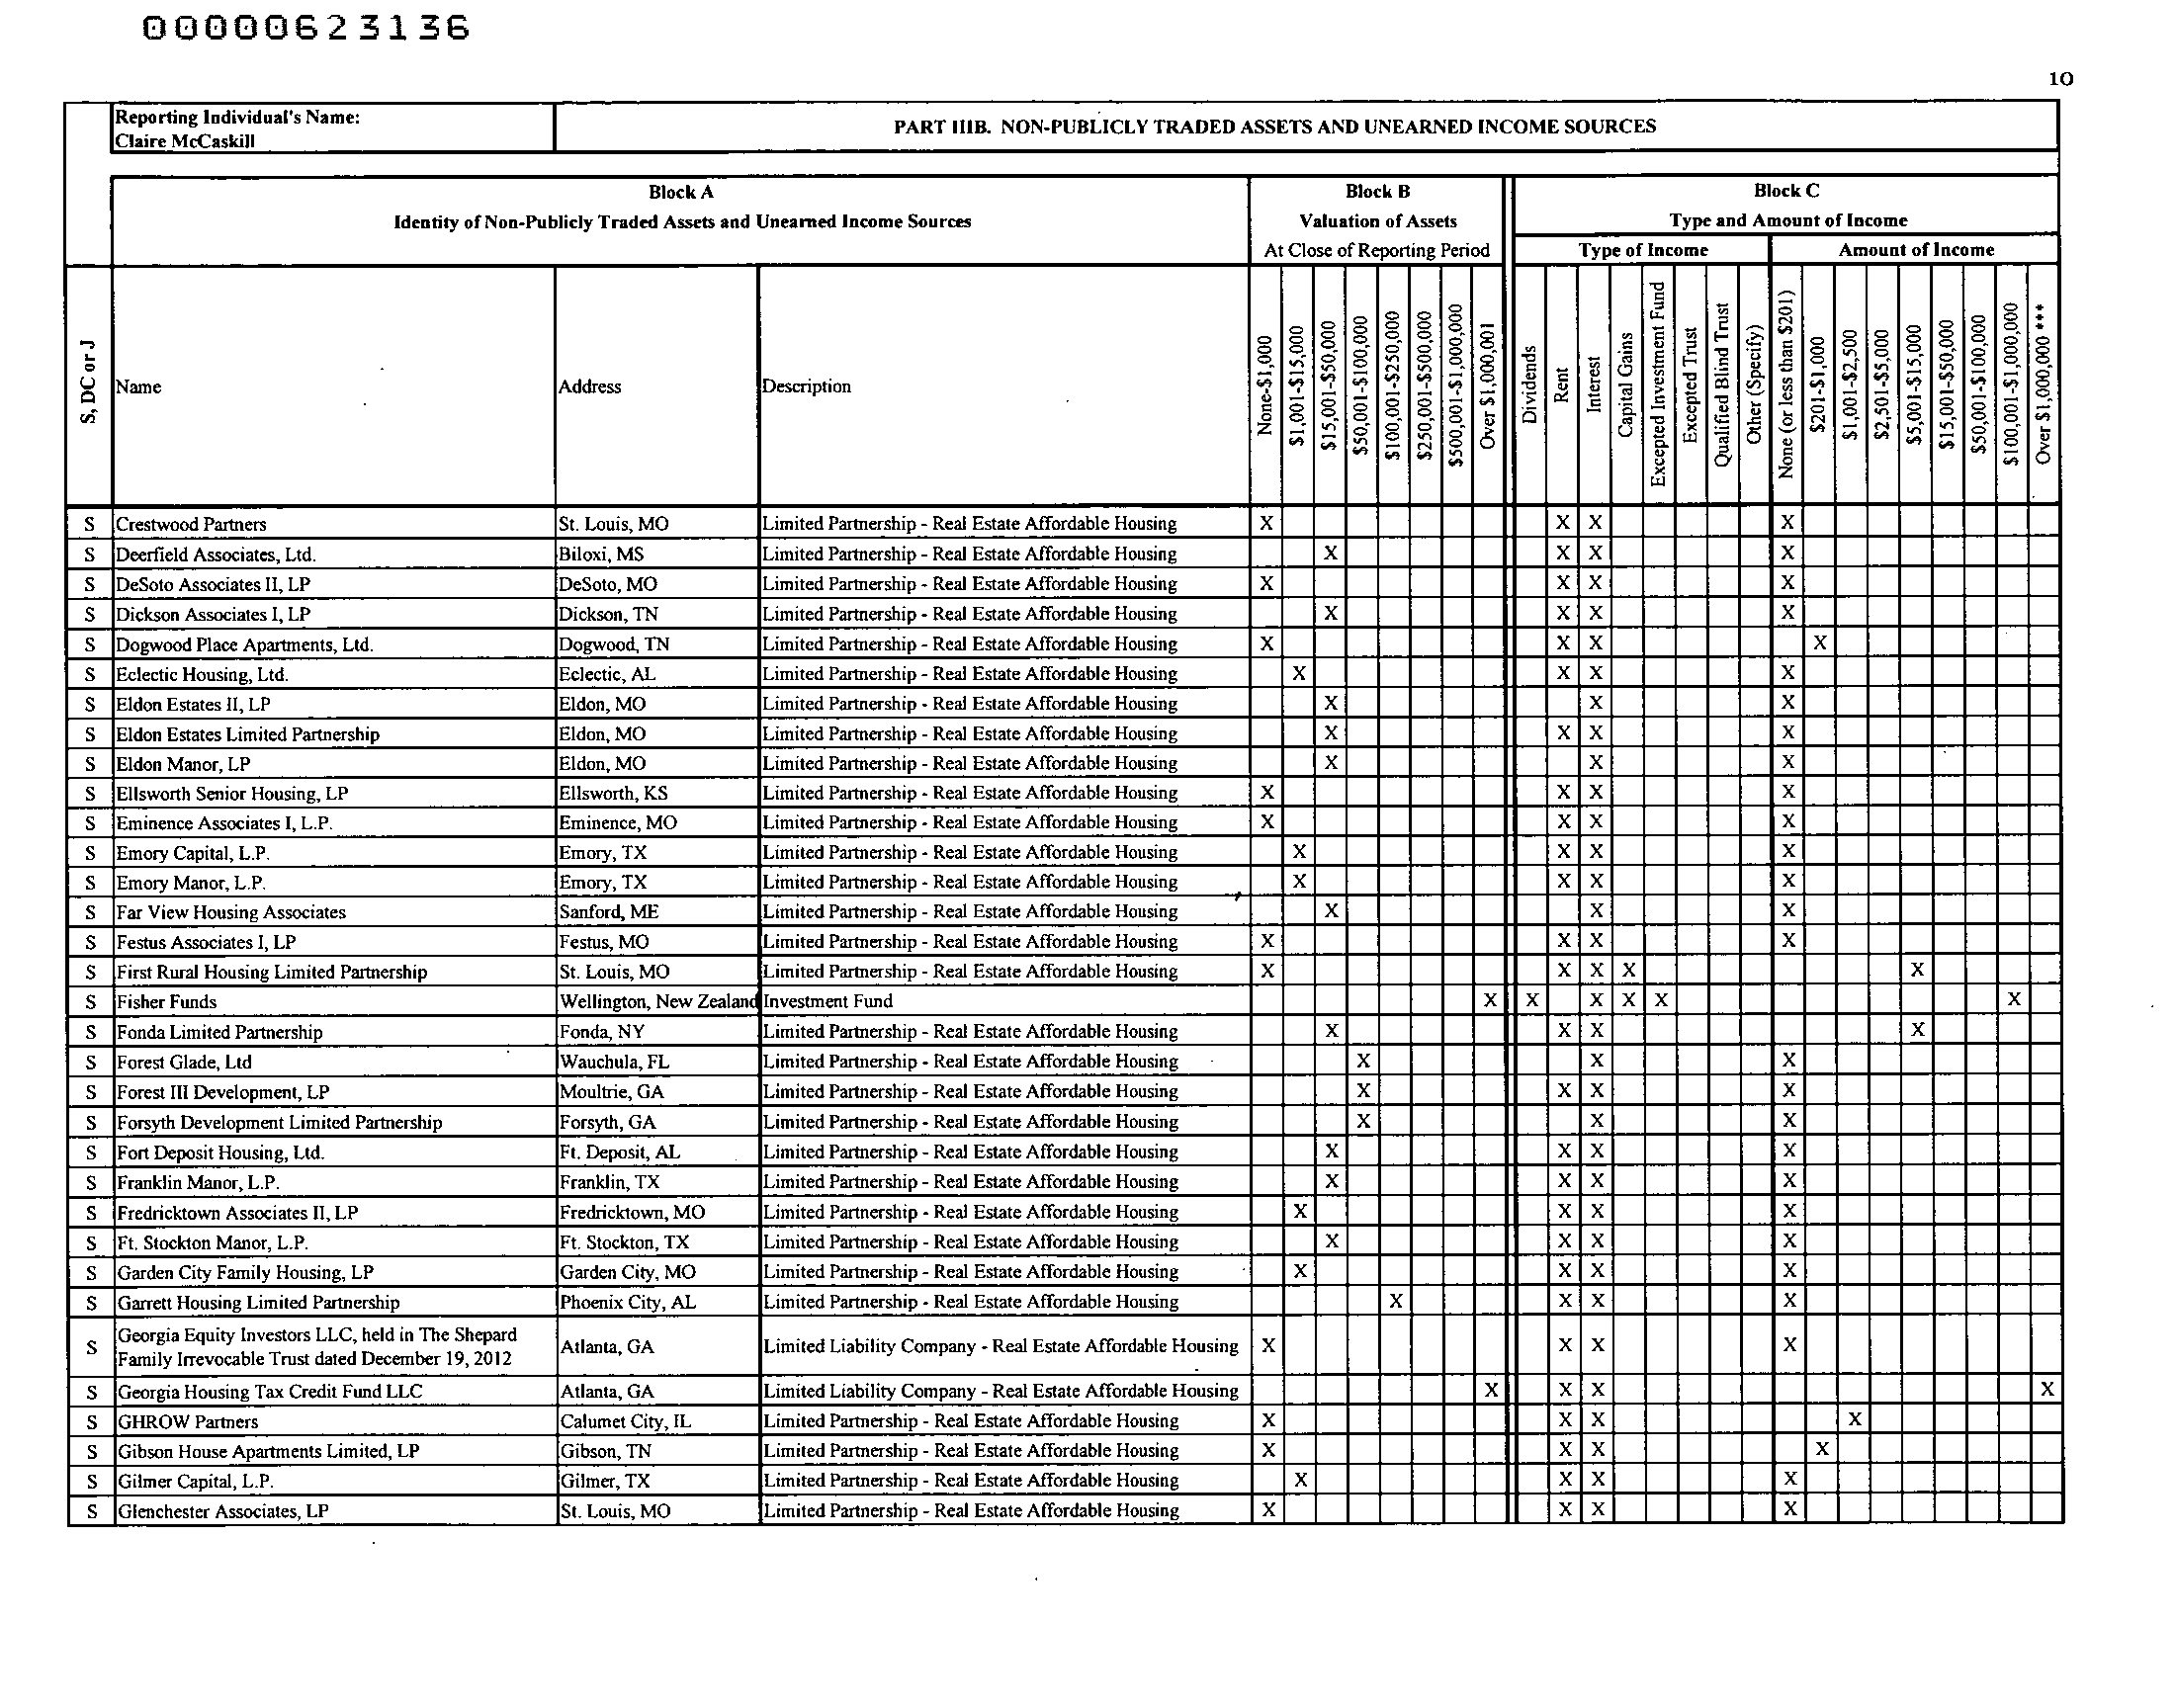 00000623136
10
Reporting Individual's Name:
Claire McCaskill
PART IIIB. NON-PUBLICLY TRADED ASSETS AND UNEARNED INCOME SOURCES
Block A
Identity of Non-Publicly Traded Assets and Unearned Income Sources
Block B
Valuation of Assets
At Close of Reporting Period
Block C
Type and Amount of Income
Type of Income
Amount of Income
S, DC or J
Name
Address
Description
None-$1,000
$1,001-$15,000
$15,001-$50,000
$50,001-$100,000
$100,001-$250,000
$250,001-$500,000
$500,001-$1,000,000
Over $1,000,001
Dividends
Rent
Interest
Capital Gains
Excepted Investment Fund
Excepted Trust
Qualified Blind Trust
Other (Specify)
None (or less than $201)
$201-$1,000
$1,001-$2,500
$2,501-$5,000
$5,001-$15,000
$15,001-$50,000
$50,001-$100,000
$100,001-$1,000,000
Over $1,000,000 ***
S Crestwood Partners St. Louis, MO Limited Partnership - Real Estate Affordable Housing X X X X
S Deerfield Associates, Ltd. Biloxi, MS Limited Partnership - Real Estate Affordable Housing X X X X
S DeSoto Associates II, LP DeSoto, MO Limited Partnership - Real Estate Affordable Housing X X X X
S Dickson Associates I, LP Dickson, TN Limited Partnership - Real Estate Affordable Housing X X X X
S Dogwood Place Apartments, Ltd. Dogwood, TN Limited Partnership - Real Estate Affordable Housing X X X X
S Eclectic Housing, Ltd. Eclectic, AL Limited Partnership - Real Estate Affordable Housing X X X X
S Eldon Estates II, LP Eldon, MO Limited Partnership - Real Estate Affordable Housing X X X
S Eldon Estates Limited Partnership Eldon, MO Limited Partnership - Real Estate Affordable Housing X X X X
S Eldon Manor, LP Eldon, MO Limited Partnership - Real Estate Affordable Housing X X X
S Ellsworth Senior Housing, LP Ellsworth, KS Limited Partnership - Real Estate Affordable Housing X X X X
S Eminence Associates I, L.P. Eminence, MO Limited Partnership - Real Estate Affordable Housing X X X X
S Emory Capital, L.P. Emory, TX Limited Partnership - Real Estate Affordable Housing X X X X
S Emory Manor, L.P. Emory, TX Limited Partnership - Real Estate Affordable Housing X X X X
S Far View Housing Associates Sanford, ME Limited Partnership - Real Estate Affordable Housing X X X
S Festus Associates I, LP Festus, MO Limited Partnership - Real Estate Affordable Housing X X X X
S First Rural Housing Limited Partnership St. Louis, MO Limited Partnership - Real Estate Affordable Housing X X X X X
S Fisher Funds Wellington, New Zealand Investment Fund X X X X X X
S Fonda Limited Partnership Fonda, NY Limited Partnership - Real Estate Affordable Housing X X X X
S Forest Glade, Ltd Wauchula, FL Limited Partnership - Real Estate Affordable Housing X X X
S Forest III Development, LP Moultrie, GA Limited Partnership - Real Estate Affordable Housing X X X X
S Forsyth Development Limited Partnership Forsyth, GA Limited Partnership - Real Estate Affordable Housing X X X
S Fort Deposit Housing, Ltd. Ft. Deposit, AL Limited Partnership - Real Estate Affordable Housing X X X X
S Franklin Manor, L.P. Franklin, TX Limited Partnership - Real Estate Affordable Housing X X X X
S Fredricktown Associates II, LP Fredricktown, MO Limited Partnership - Real Estate Affordable Housing X X X X
S Ft. Stockton Manor, L.P. Ft. Stockton, TX Limited Partnership - Real Estate Affordable Housing X X X X
S Garden City Family Housing, LP Garden City, MO Limited Partnership - Real Estate Affordable Housing X X X X
S Garrett Housing Limited Partnership Phoenix City, AL Limited Partnership - Real Estate Affordable Housing X X X X
S Georgia Equity Investors LLC, held in The Shepard
Family Irrevocable Trust dated December 19, 2012 Atlanta, GA Limited Liability Company - Real Estate Affordable Housing X X X X
S Georgia Housing Tax Credit Fund LLC Atlanta, GA Limited Liability Company - Real Estate Affordable Housing X X X X
S GHROW Partners Calumet City, IL Limited Partnership - Real Estate Affordable Housing X X X X
S Gibson House Apartments Limited, LP Gibson, TN Limited Partnership - Real Estate Affordable Housing X X X X
S Gilmer Capital, L.P. Gilmer, TX Limited Partnership - Real Estate Affordable Housing X X X X
S Glenchester Associates, LP St. Louis, MO Limited Partnership - Real Estate Affordable Housing X X X X